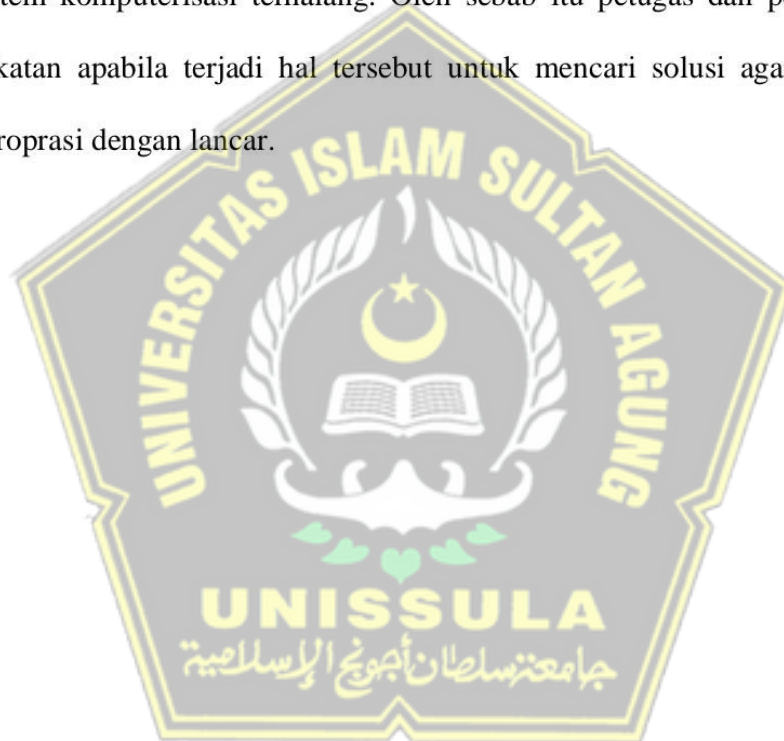 komputerisasi terhalang. Oleh sebab itu petugas dan
katan apabila terjadi hal tersebut untuk mencari solusi aga
roprasi dengan lancar.
UNIVERSITAS ISLAM SULTAN AGUNG
UNISSULA
جامعة سلطان أجونج الإسلامية